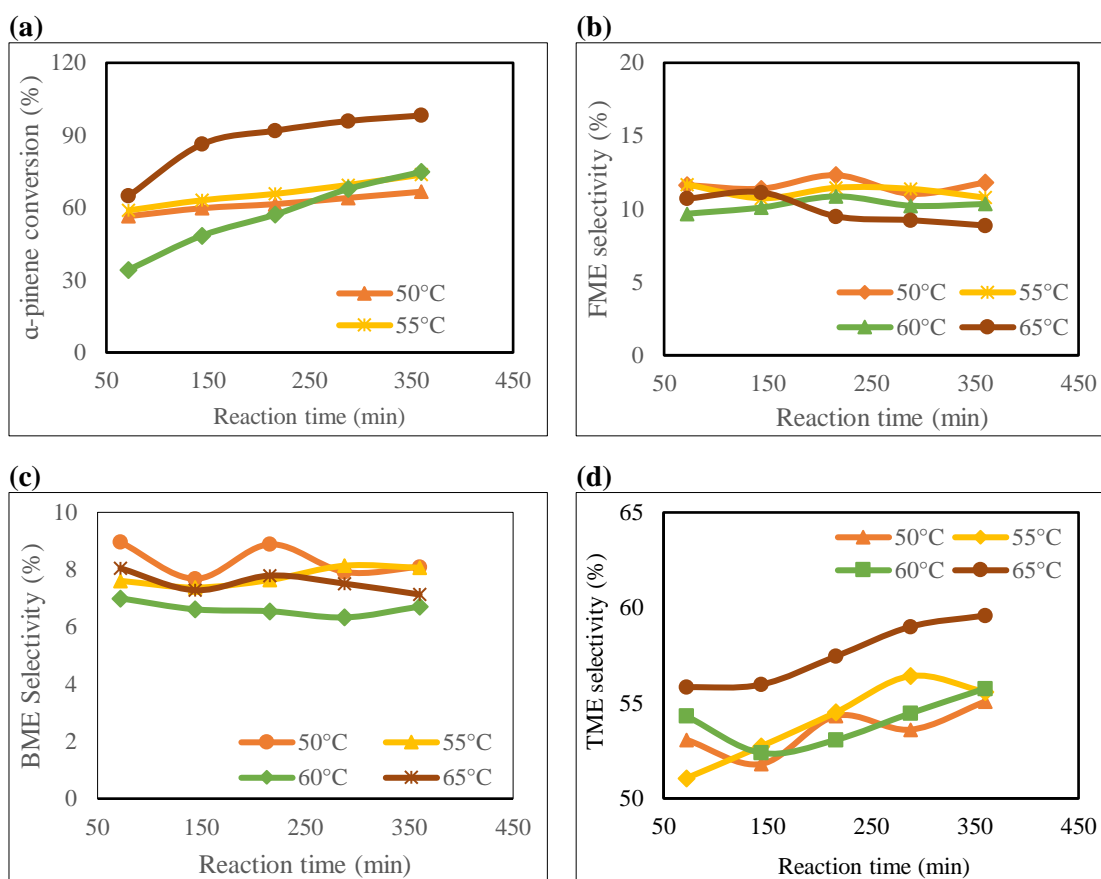 (a)
120
90
60
30
0
α-pinene conversion (%)
50°C
55°C
50 150 250 350 450
Reaction time (min)
(b)
20
15
10
5
0
FME selectivity (%)
50°C 55°C
60°C 65°C
50 150 250 350 450
Reaction time (min)
(c)
10
8
6
4
2
0
BME Selectivity (%)
50°C 55°C
60°C 65°C
50 150 250 350 450
Reaction time (min)
(d)
65
60
55
50
TME selectivity (%)
50°C 55°C
60°C 65°C
50 150 250 350 450
Reaction time (min)